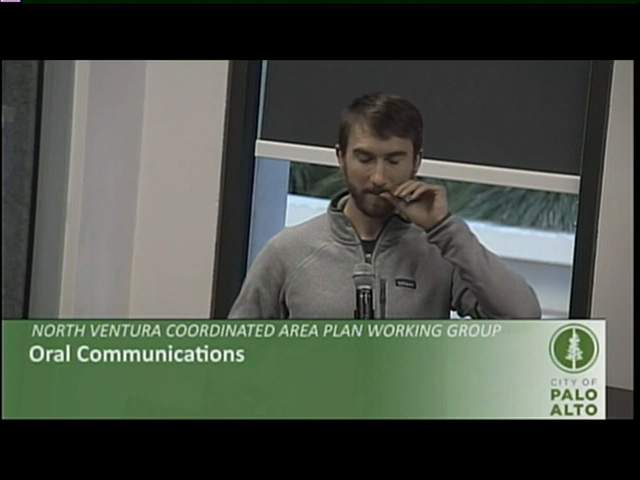 NORTH VENTURA COORDINATED AREA PLAN WORKING GROUP
Oral Communications
CITY OF
PALO
ALTO